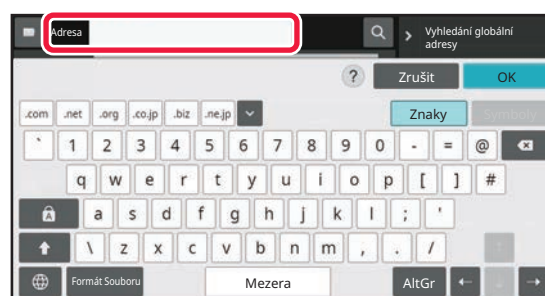 Adresa
Vyhledání globální
adresy
? Zrušit OK
.com .net .org .co.jp .biz .ne.jp Znaky Symboly
` 1 2 3 4 5 6 7 8 9 0 - = @
q w e r t y u i o p [ ] #
A a s d f g h j k l ; '
\ z x c v b n m , . /
Formát Souboru Mezera AltGr